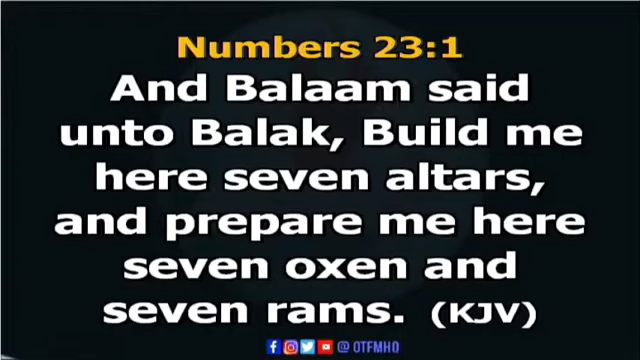 Numbers 23:1
And Balaam said
unto Balak, Build me
here seven altars,
and prepare me here
seven oxen and
seven rams. (KJV)
@ OTFMHQ